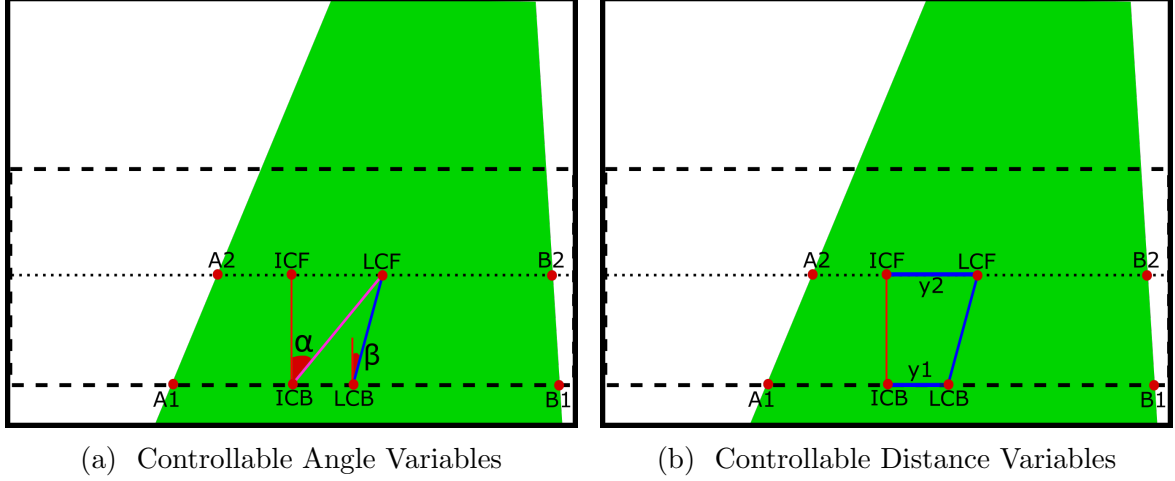 A2 ICF LCF B2
α β
A1 ICB LCB B1
A2 ICF LCF B2
y2
y1
A1 ICB LCB B1
(a) Controllable Angle Variables
(b) Controllable Distance Variables